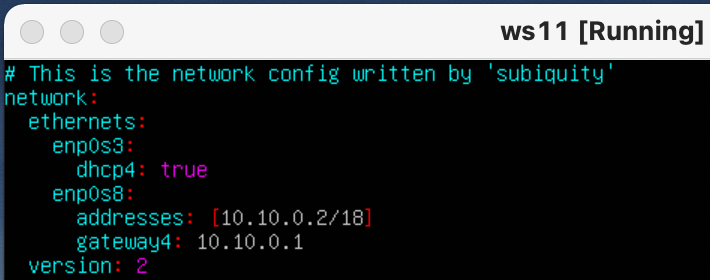 ws11 [Running]
# This is the network config written by 'subiquity'
network:
  ethernets:
    enp0s3:
      dhcp4: true
    enp0s8:
      addresses: [10.10.0.2/18]
      gateway4: 10.10.0.1
  version: 2